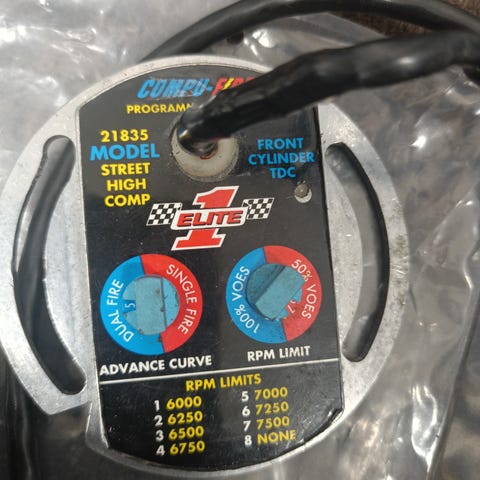 COMPU-FIRE
21835
MODEL
STREET
HIGH
COMP
FRONT
CYLINDER
TDC
1
ELITE
DUAL FIRE
SINGLE FIRE
5
ADVANCE CURVE
100% VOES
50% VOES
7
RPM LIMIT
RPM LIMITS
1 6000
2 6250
3 6500
4 6750
5 7000
6 7250
7 7500
8 NONE